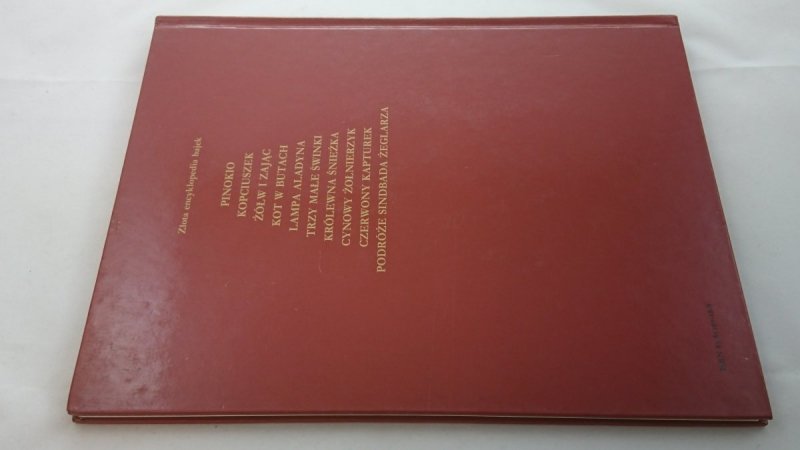 Złota encyklopedia bajek
PINOKIO
KOPCIUSZEK
ŻÓŁW I ZAJĄC
KOT W BUTACH
LAMPA ALADYNA
TRZY MAŁE ŚWINKI
KRÓLEWNA ŚNIEŻKA
CYNOWY ŻOŁNIERZYK
CZERWONY KAPTUREK
PODRÓŻE SINDBADA ŻEGLARZA
ISBN